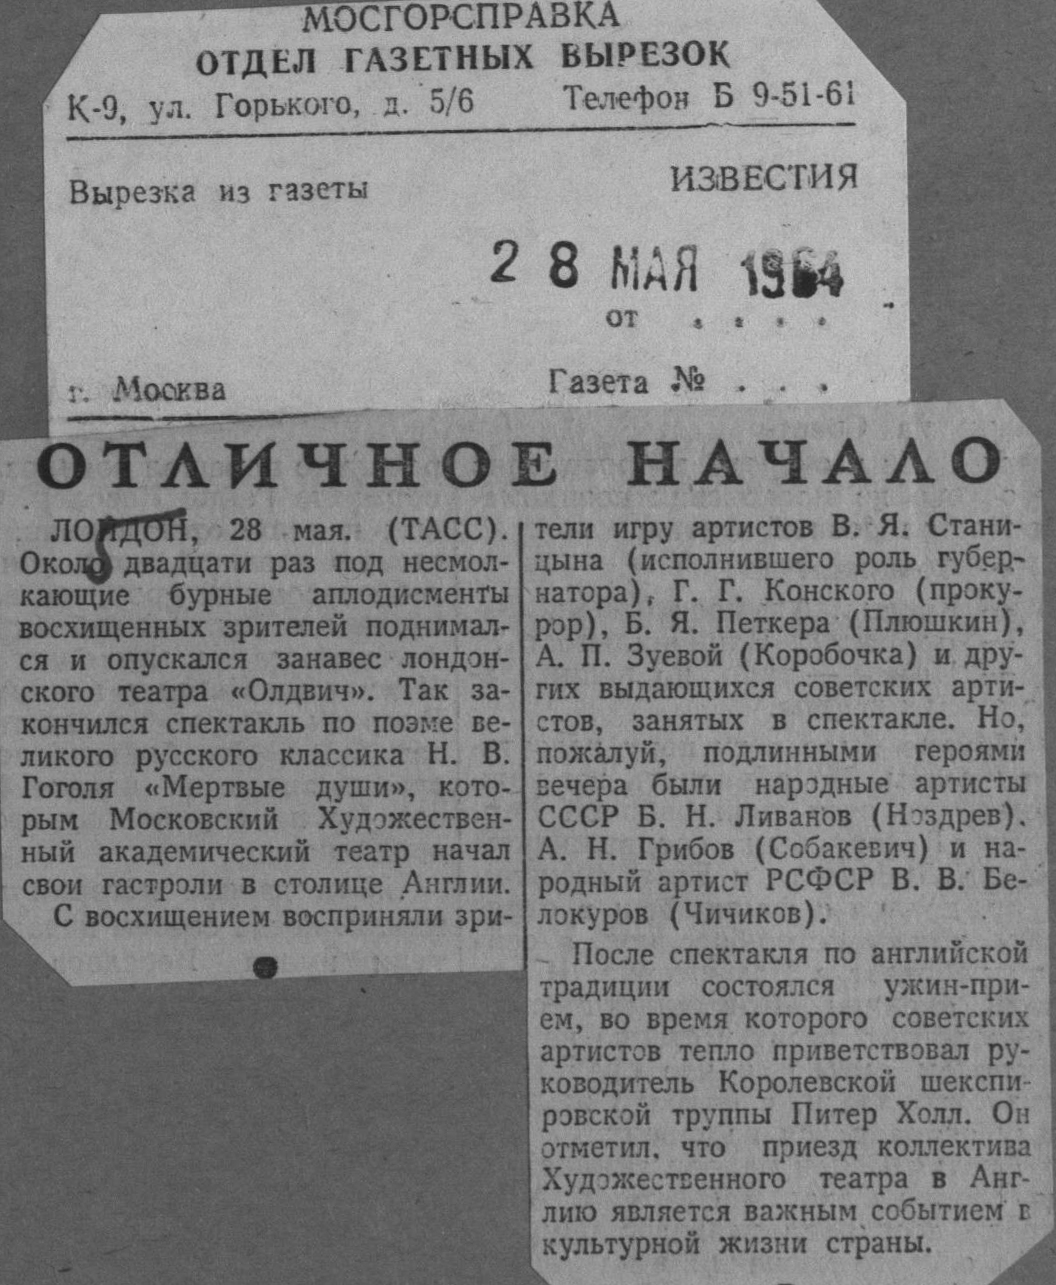 МОСГОРСПРАВКА
ОТДЕЛ ГАЗЕТНЫХ ВЫРЕЗОК
К-9, ул. Горького, д. 5/6 Телефон Б 9-51-61
Вырезка из газеты ИЗВЕСТИЯ
28 МАЯ 1964
от . . . .
г. Москва Газета № . . .
ОТЛИЧНОЕ НАЧАЛО
ЛОНДОН, 28 мая. (ТАСС).
Около двадцати раз под несмол-
кающие бурные аплодисменты
восхищенных зрителей поднимал-
ся и опускался занавес лондон-
ского театра «Олдвич». Так за-
кончился спектакль по поэме ве-
ликого русского классика Н. В.
Гоголя «Мертвые души», кото-
рым Московский Художествен-
ный академический театр начал
свои гастроли в столице Англии.
С восхищением восприняли зри-
тели игру артистов В. Я. Стани-
цына (исполнившего роль губер-
натора), Г. Г. Конского (проку-
рор), Б. Я. Петкера (Плюшкин),
А. П. Зуевой (Коробочка) и дру-
гих выдающихся советских арти-
стов, занятых в спектакле. Но,
пожалуй, подлинными героями
вечера были народные артисты
СССР Б. Н. Ливанов (Ноздрев),
А. Н. Грибов (Собакевич) и на-
родный артист РСФСР В. В. Бе-
локуров (Чичиков).
После спектакля по английской
традиции состоялся ужин-при-
ем, во время которого советских
артистов тепло приветствовал ру-
ководитель Королевской шекспи-
ровской труппы Питер Холл. Он
отметил, что приезд коллектива
Художественного театра в Анг-
лию является важным событием в
культурной жизни страны.